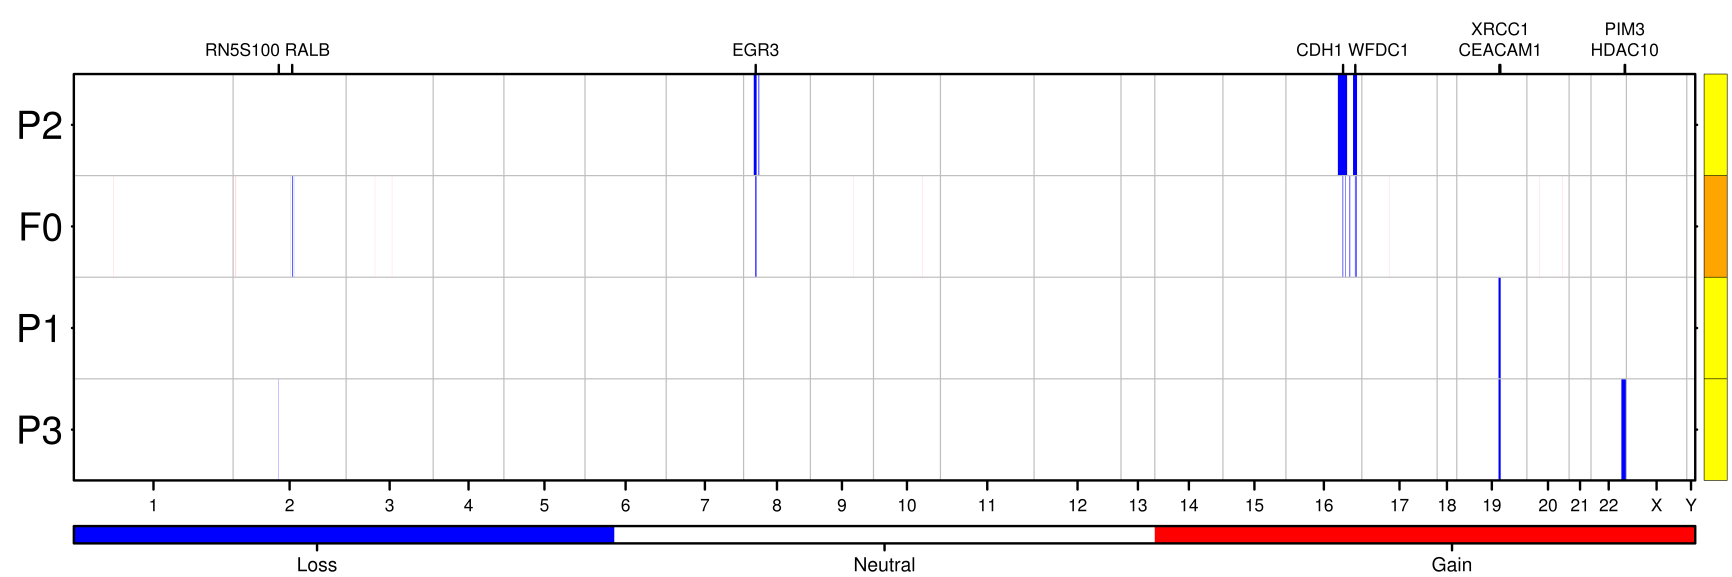 XRCC1 PIM3
RN5S100 RALB EGR3 CDH1 WFDC1 CEACAM1 HDAC10
P2
F0
P1
P3
1 2 3 4 5 6 7 8 9 10 11 12 13 14 15 16 17 18 19 20 21 22 X Y
Loss Neutral Gain